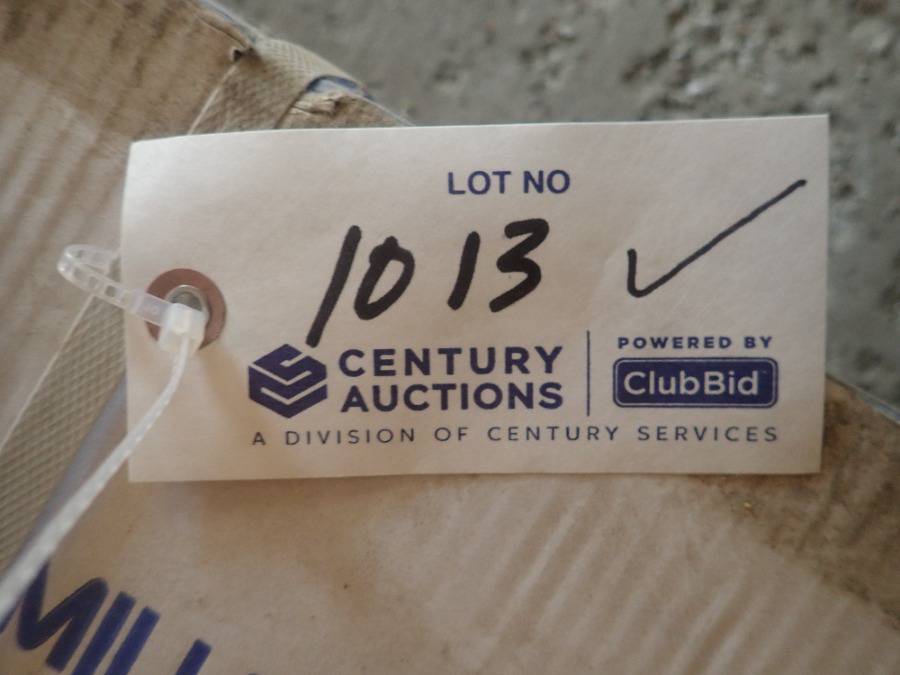 LOT NO
1013 ✓
CENTURY
AUCTIONS
POWERED BY
ClubBid
A DIVISION OF CENTURY SERVICES